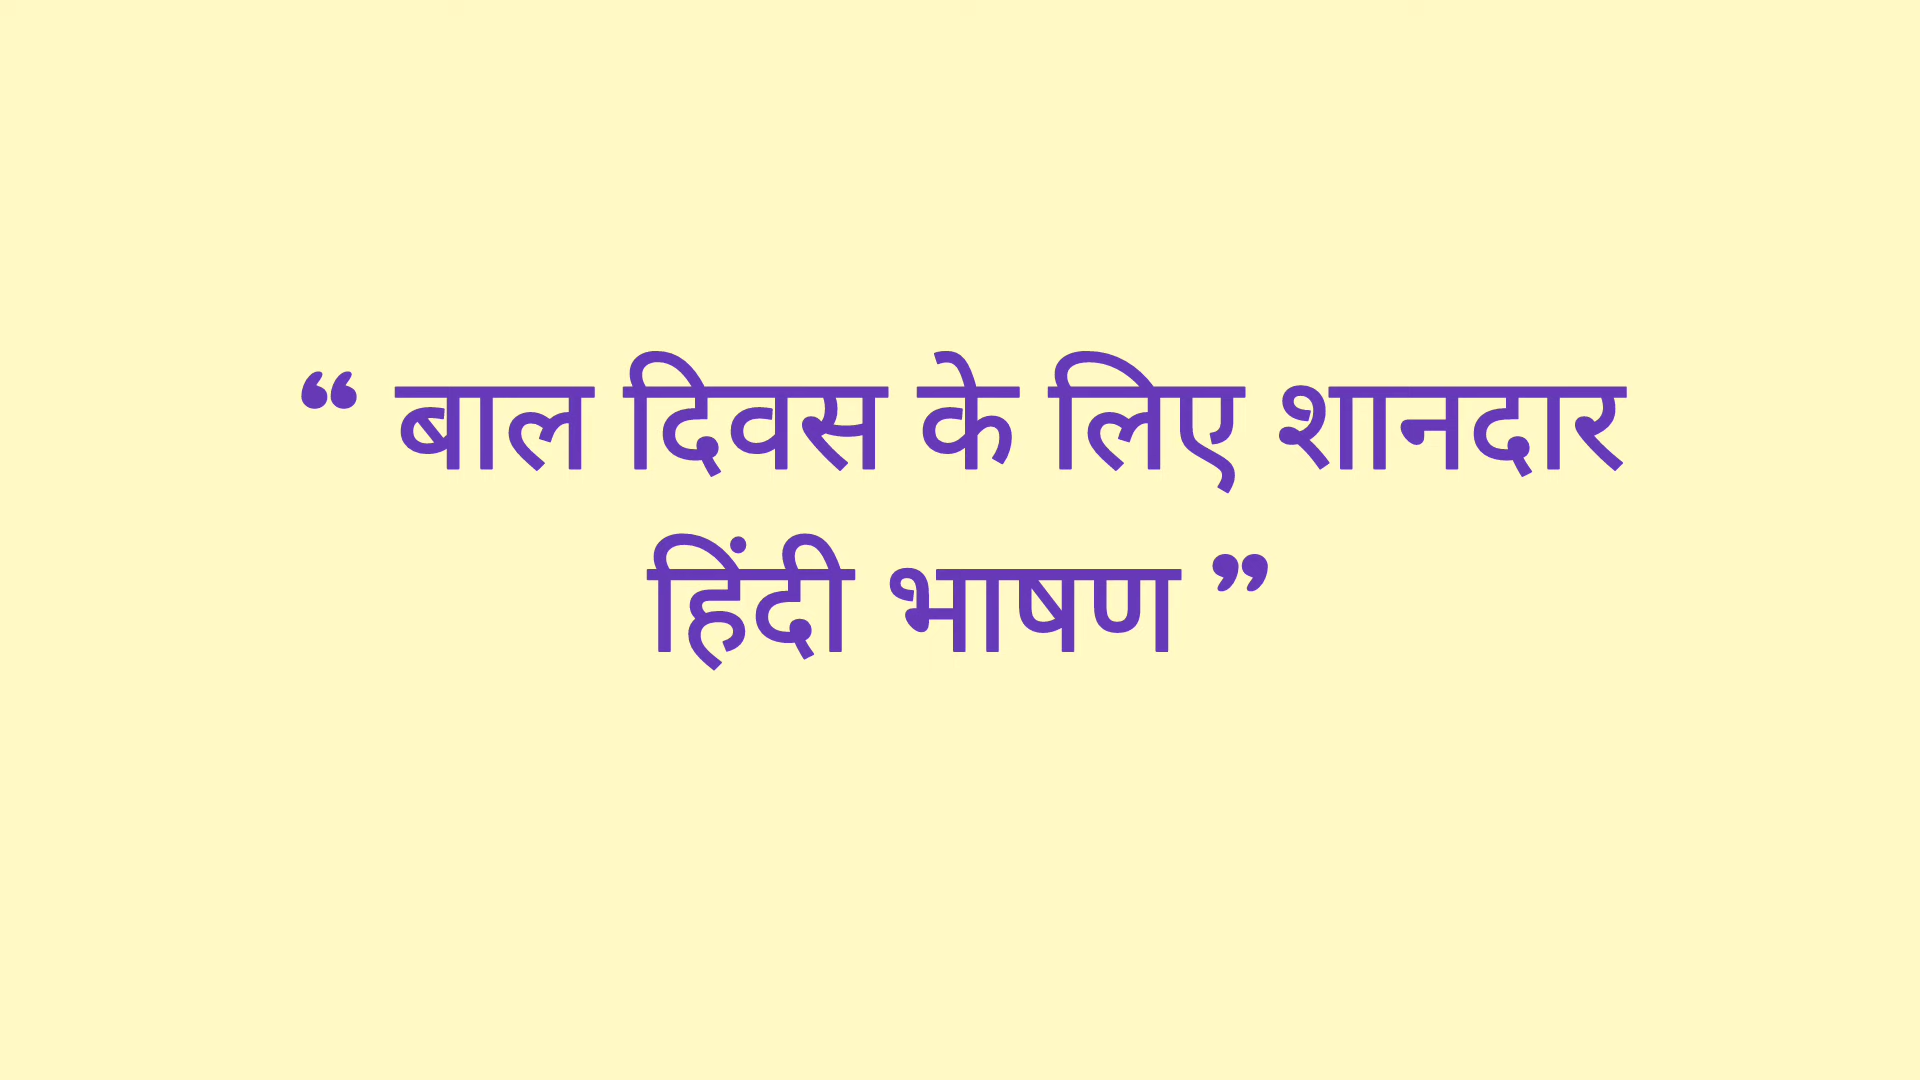 “ बाल दिवस के लिए शानदार
हिंदी भाषण ”